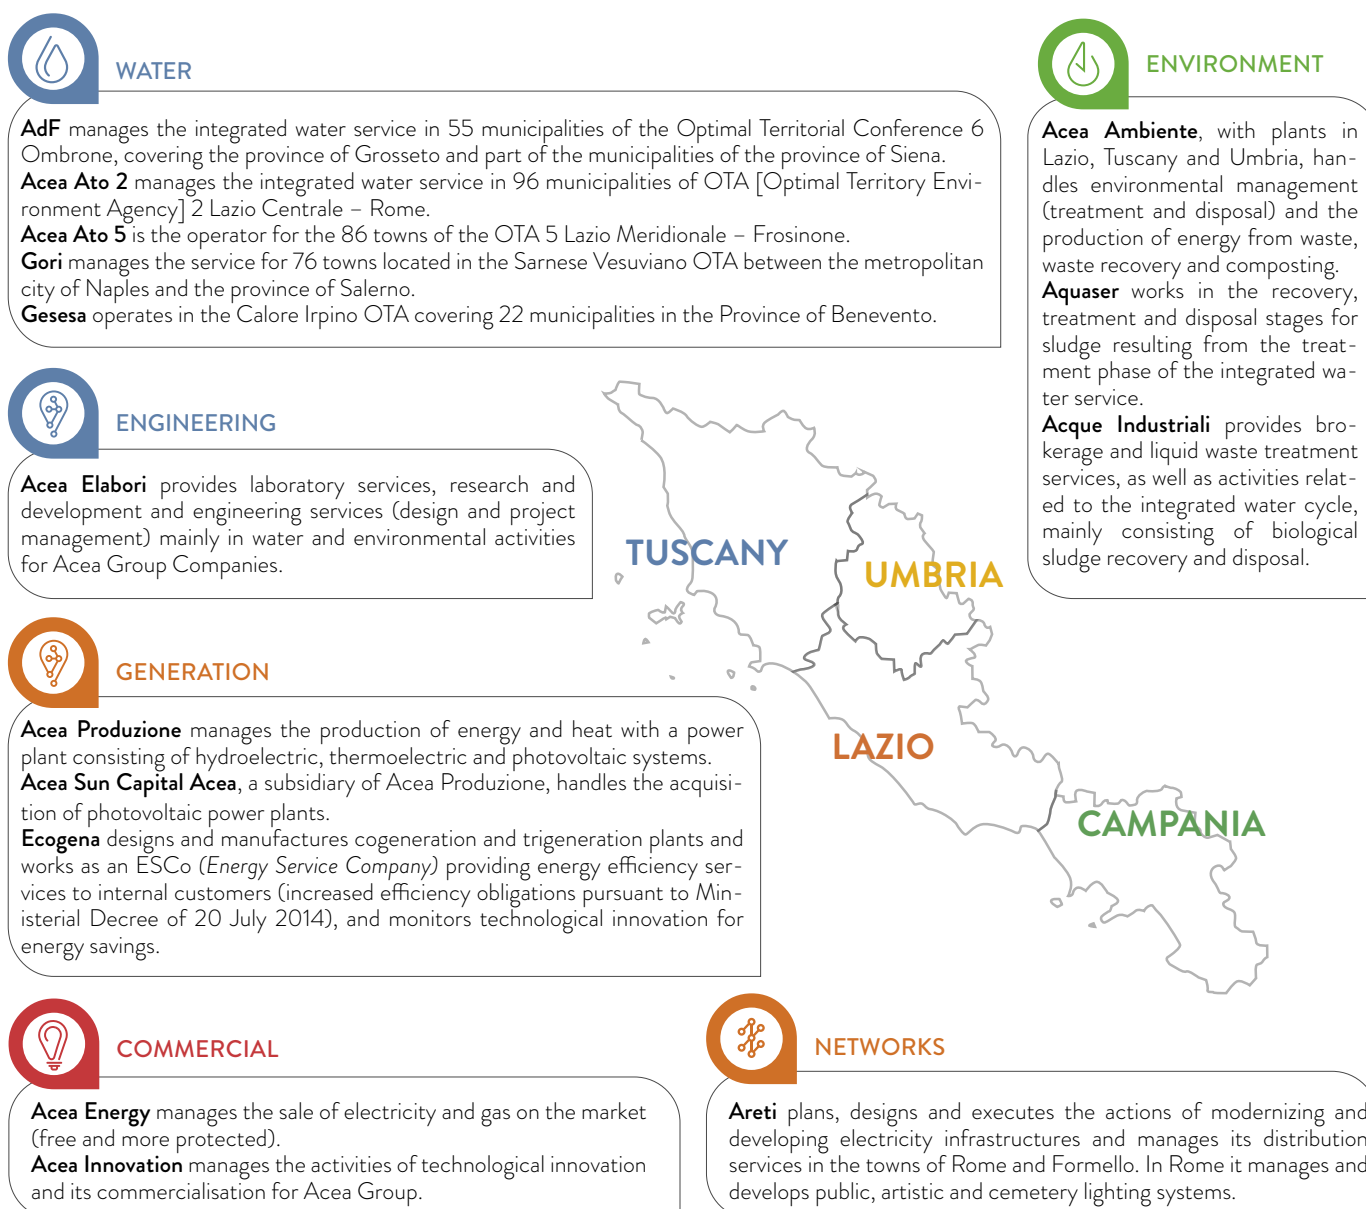 WATER
AdF manages the integrated water service in 55 municipalities of the Optimal Territorial Conference 6
Ombrone, covering the province of Grosseto and part of the municipalities of the province of Siena.
Acea Ato 2 manages the integrated water service in 96 municipalities of OTA [Optimal Territory Envi-
ronment Agency] 2 Lazio Centrale – Rome.
Acea Ato 5 is the operator for the 86 towns of the OTA 5 Lazio Meridionale – Frosinone.
Gori manages the service for 76 towns located in the Sarnese Vesuviano OTA between the metropolitan
city of Naples and the province of Salerno.
Gesesa operates in the Calore Irpino OTA covering 22 municipalities in the Province of Benevento.
ENVIRONMENT
Acea Ambiente, with plants in
Lazio, Tuscany and Umbria, han-
dles environmental management
(treatment and disposal) and the
production of energy from waste,
waste recovery and composting.
Aquaser works in the recovery,
treatment and disposal stages for
sludge resulting from the treat-
ment phase of the integrated wa-
ter service.
Acque Industriali provides bro-
kerage and liquid waste treatment
services, as well as activities relat-
ed to the integrated water cycle,
mainly consisting of biological
sludge recovery and disposal.
ENGINEERING
Acea Elabori provides laboratory services, research and
development and engineering services (design and project
management) mainly in water and environmental activities
for Acea Group Companies.
TUSCANY
UMBRIA
LAZIO
CAMPANIA
GENERATION
Acea Produzione manages the production of energy and heat with a power
plant consisting of hydroelectric, thermoelectric and photovoltaic systems.
Acea Sun Capital Acea, a subsidiary of Acea Produzione, handles the acquisi-
tion of photovoltaic power plants.
Ecogena designs and manufactures cogeneration and trigeneration plants and
works as an ESCo (Energy Service Company) providing energy efficiency ser-
vices to internal customers (increased efficiency obligations pursuant to Min-
isterial Decree of 20 July 2014), and monitors technological innovation for
energy savings.
COMMERCIAL
Acea Energy manages the sale of electricity and gas on the market
(free and more protected).
Acea Innovation manages the activities of technological innovation
and its commercialisation for Acea Group.
NETWORKS
Areti plans, designs and executes the actions of modernizing and
developing electricity infrastructures and manages its distribution
services in the towns of Rome and Formello. In Rome it manages and
develops public, artistic and cemetery lighting systems.